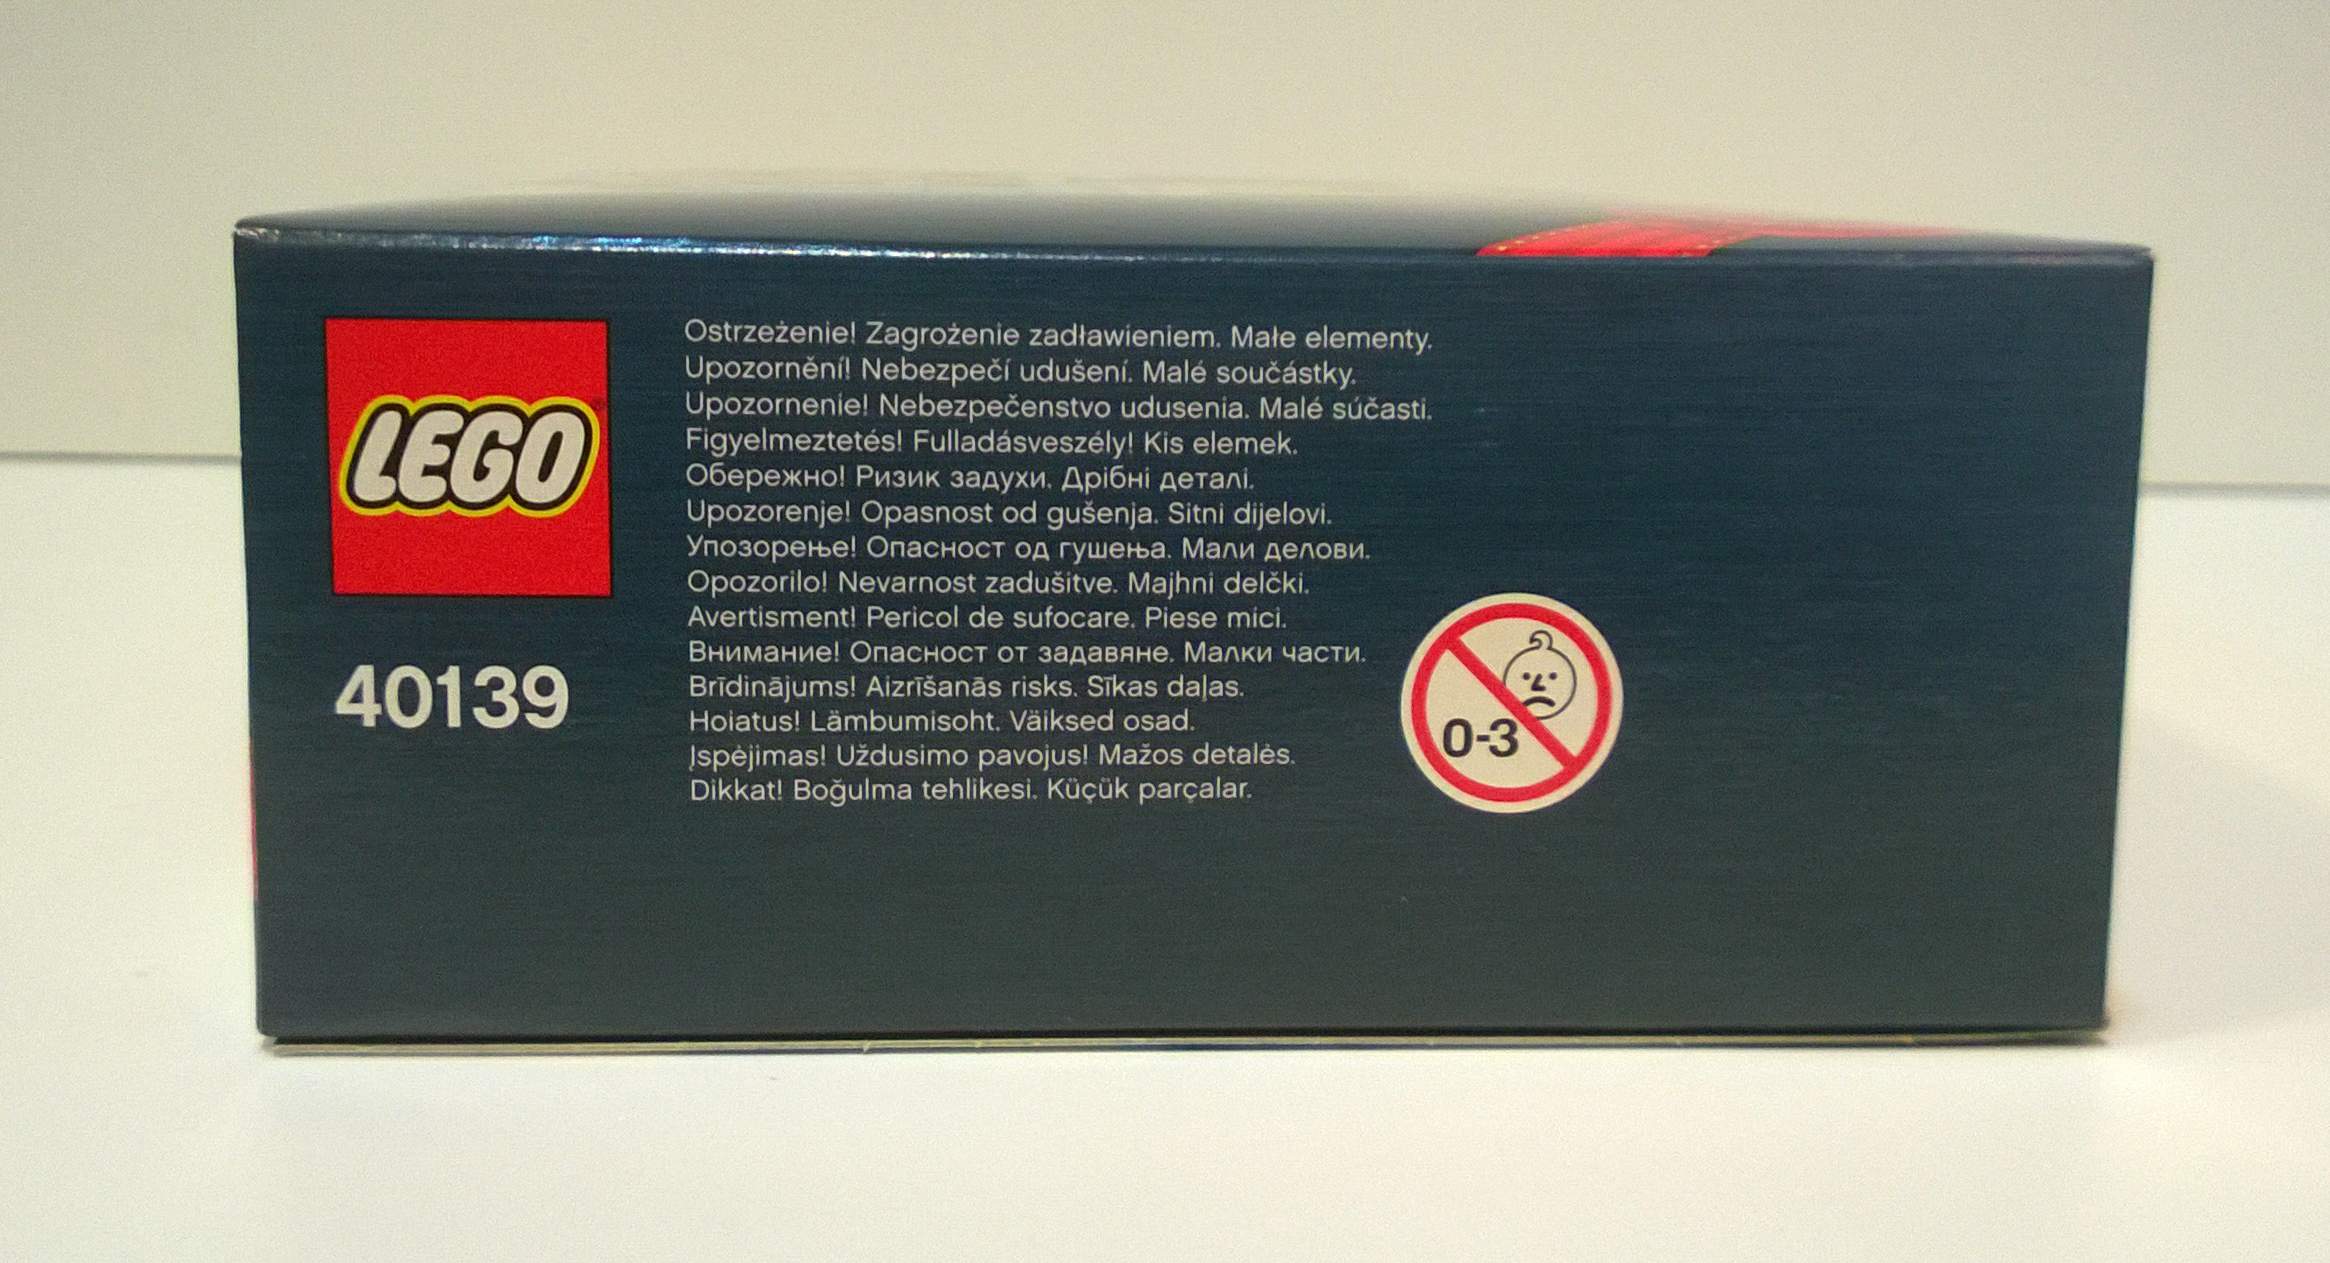 LEGO
40139
Ostrzeżenie! Zagrożenie zadławieniem. Małe elementy.
Upozornění! Nebezpečí udušení. Malé součástky.
Upozornenie! Nebezpečenstvo udusenia. Malé súčasti.
Figyelmeztetés! Fulladásveszély! Kis elemek.
Обережно! Ризик задухи. Дрібні деталі.
Upozorenje! Opasnost od gušenja. Sitni dijelovi.
Упозорење! Опасност од гушења. Мали делови.
Opozorilo! Nevarnost zadušitve. Majhni delčki.
Avertisment! Pericol de sufocare. Piese mici.
Внимание! Опасност от задавяне. Малки части.
Brīdinājums! Aizrīšanās risks. Sīkas daļas.
Hoiatus! Lämbumisoht. Väiksed osad.
Įspėjimas! Uždusimo pavojus! Mažos detalės.
Dikkat! Boğulma tehlikesi. Küçük parçalar.
0-3